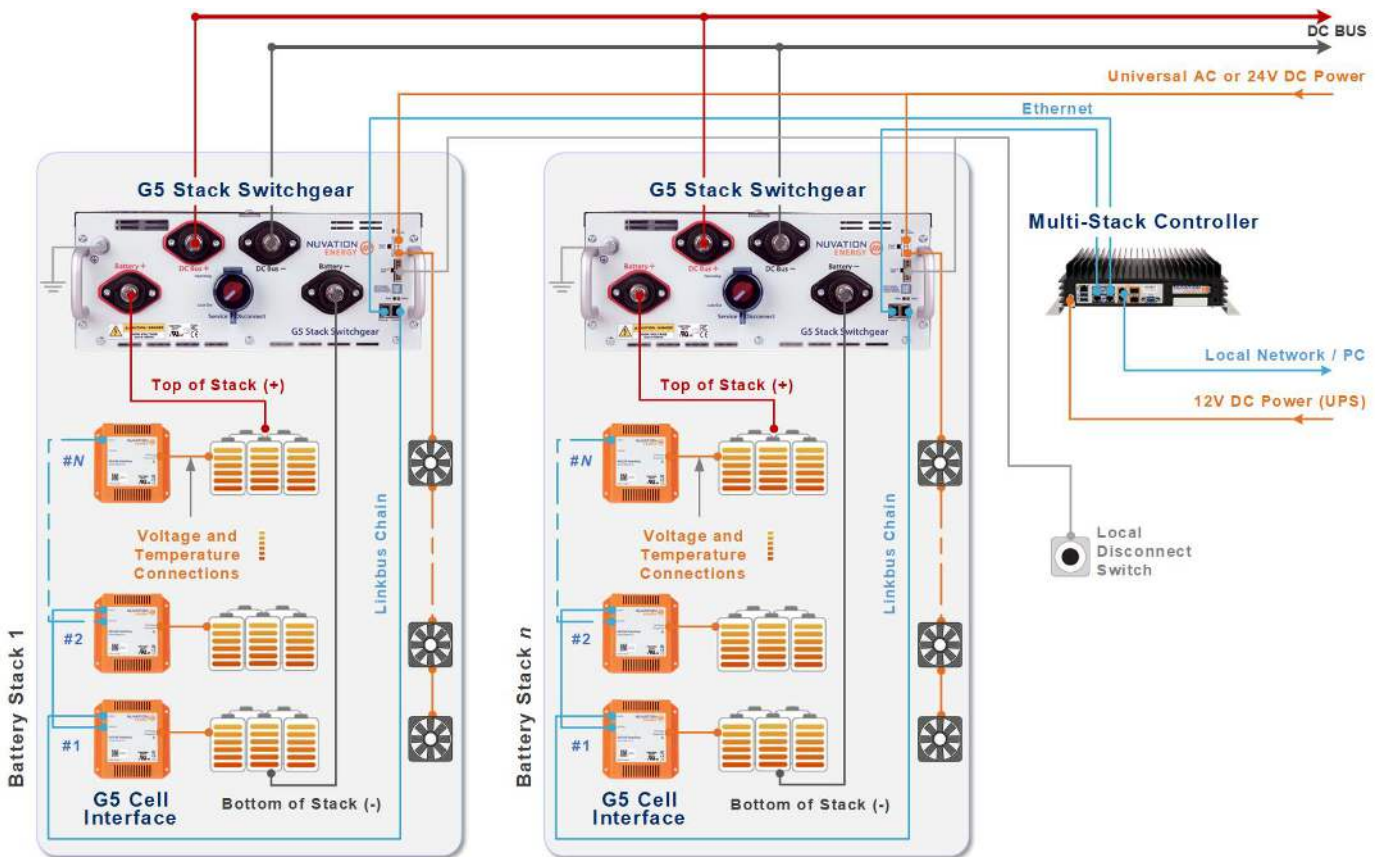 DC BUS
Universal AC or 24V DC Power
Ethernet
G5 Stack Switchgear
NUVATION
ENERGY
Battery+
DC Bus +
DC Bus −
Battery−
Service Disconnect
G5 Stack Switchgear
Top of Stack (+)
#N
Voltage and
Temperature
Connections
Linkbus Chain
#2
#1
G5 Cell
Interface
Bottom of Stack (-)
Battery Stack 1
G5 Stack Switchgear
NUVATION
ENERGY
Battery+
DC Bus +
DC Bus −
Battery−
Service Disconnect
G5 Stack Switchgear
Top of Stack (+)
#N
Voltage and
Temperature
Connections
Linkbus Chain
#2
#1
G5 Cell
Interface
Bottom of Stack (-)
Battery Stack n
Multi-Stack Controller
Local Network / PC
12V DC Power (UPS)
Local
Disconnect
Switch